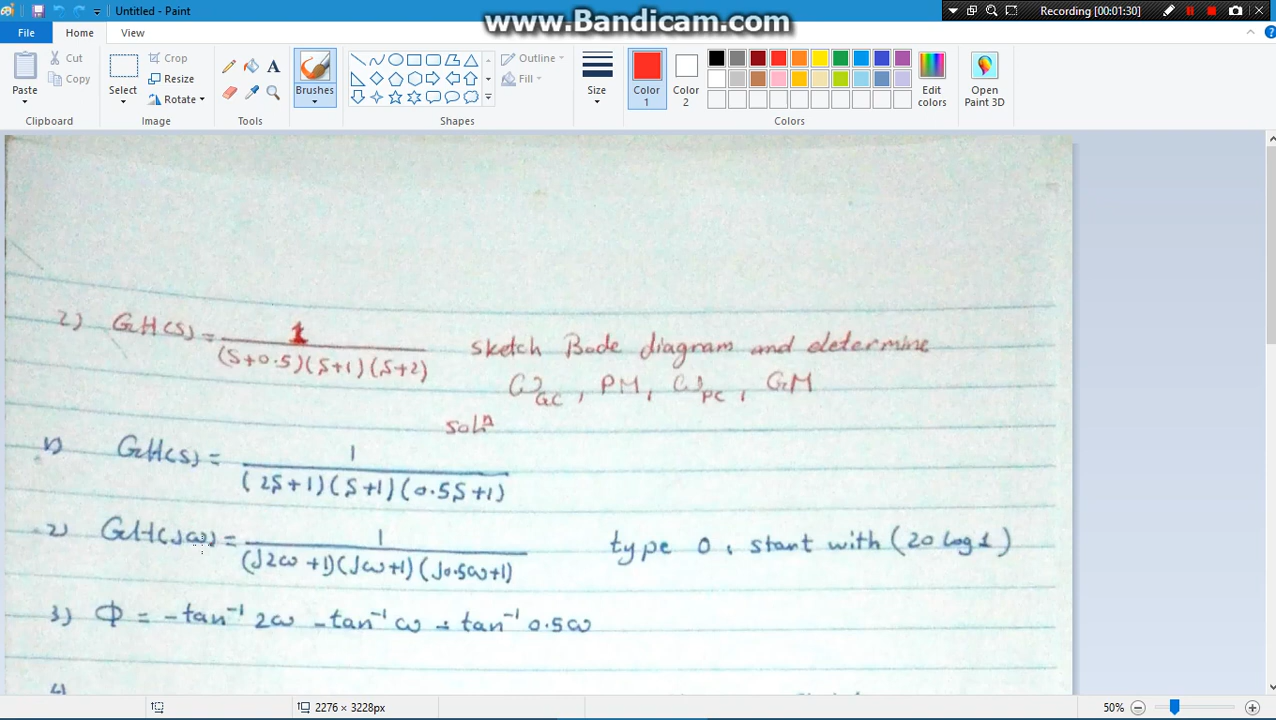 www.Bandicam.com
Untitled - Paint
Recording [00:01:30]
File
Home
View
Paste
Cut
Copy
Clipboard
Select
Crop
Resize
Rotate
Image
A
Tools
Brushes
Outline
Fill
Shapes
Size
Color 1
Color 2
Colors
Edit colors
Open Paint 3D
2) GH(S) = 1 / (S+0.5)(S+1)(S+2)
sketch Bode diagram and determine
ω_GC, PM, ω_PC, GM
solⁿ
1) GH(S) = 1 / (2S+1)(S+1)(0.5S+1)
2) GH(Jω) = 1 / (J2ω+1)(Jω+1)(J0.5ω+1) type 0, start with (20 log 1)
3) Φ = -tan⁻¹ 2ω -tan⁻¹ ω - tan⁻¹ 0.5ω
2276 × 3228px
50%